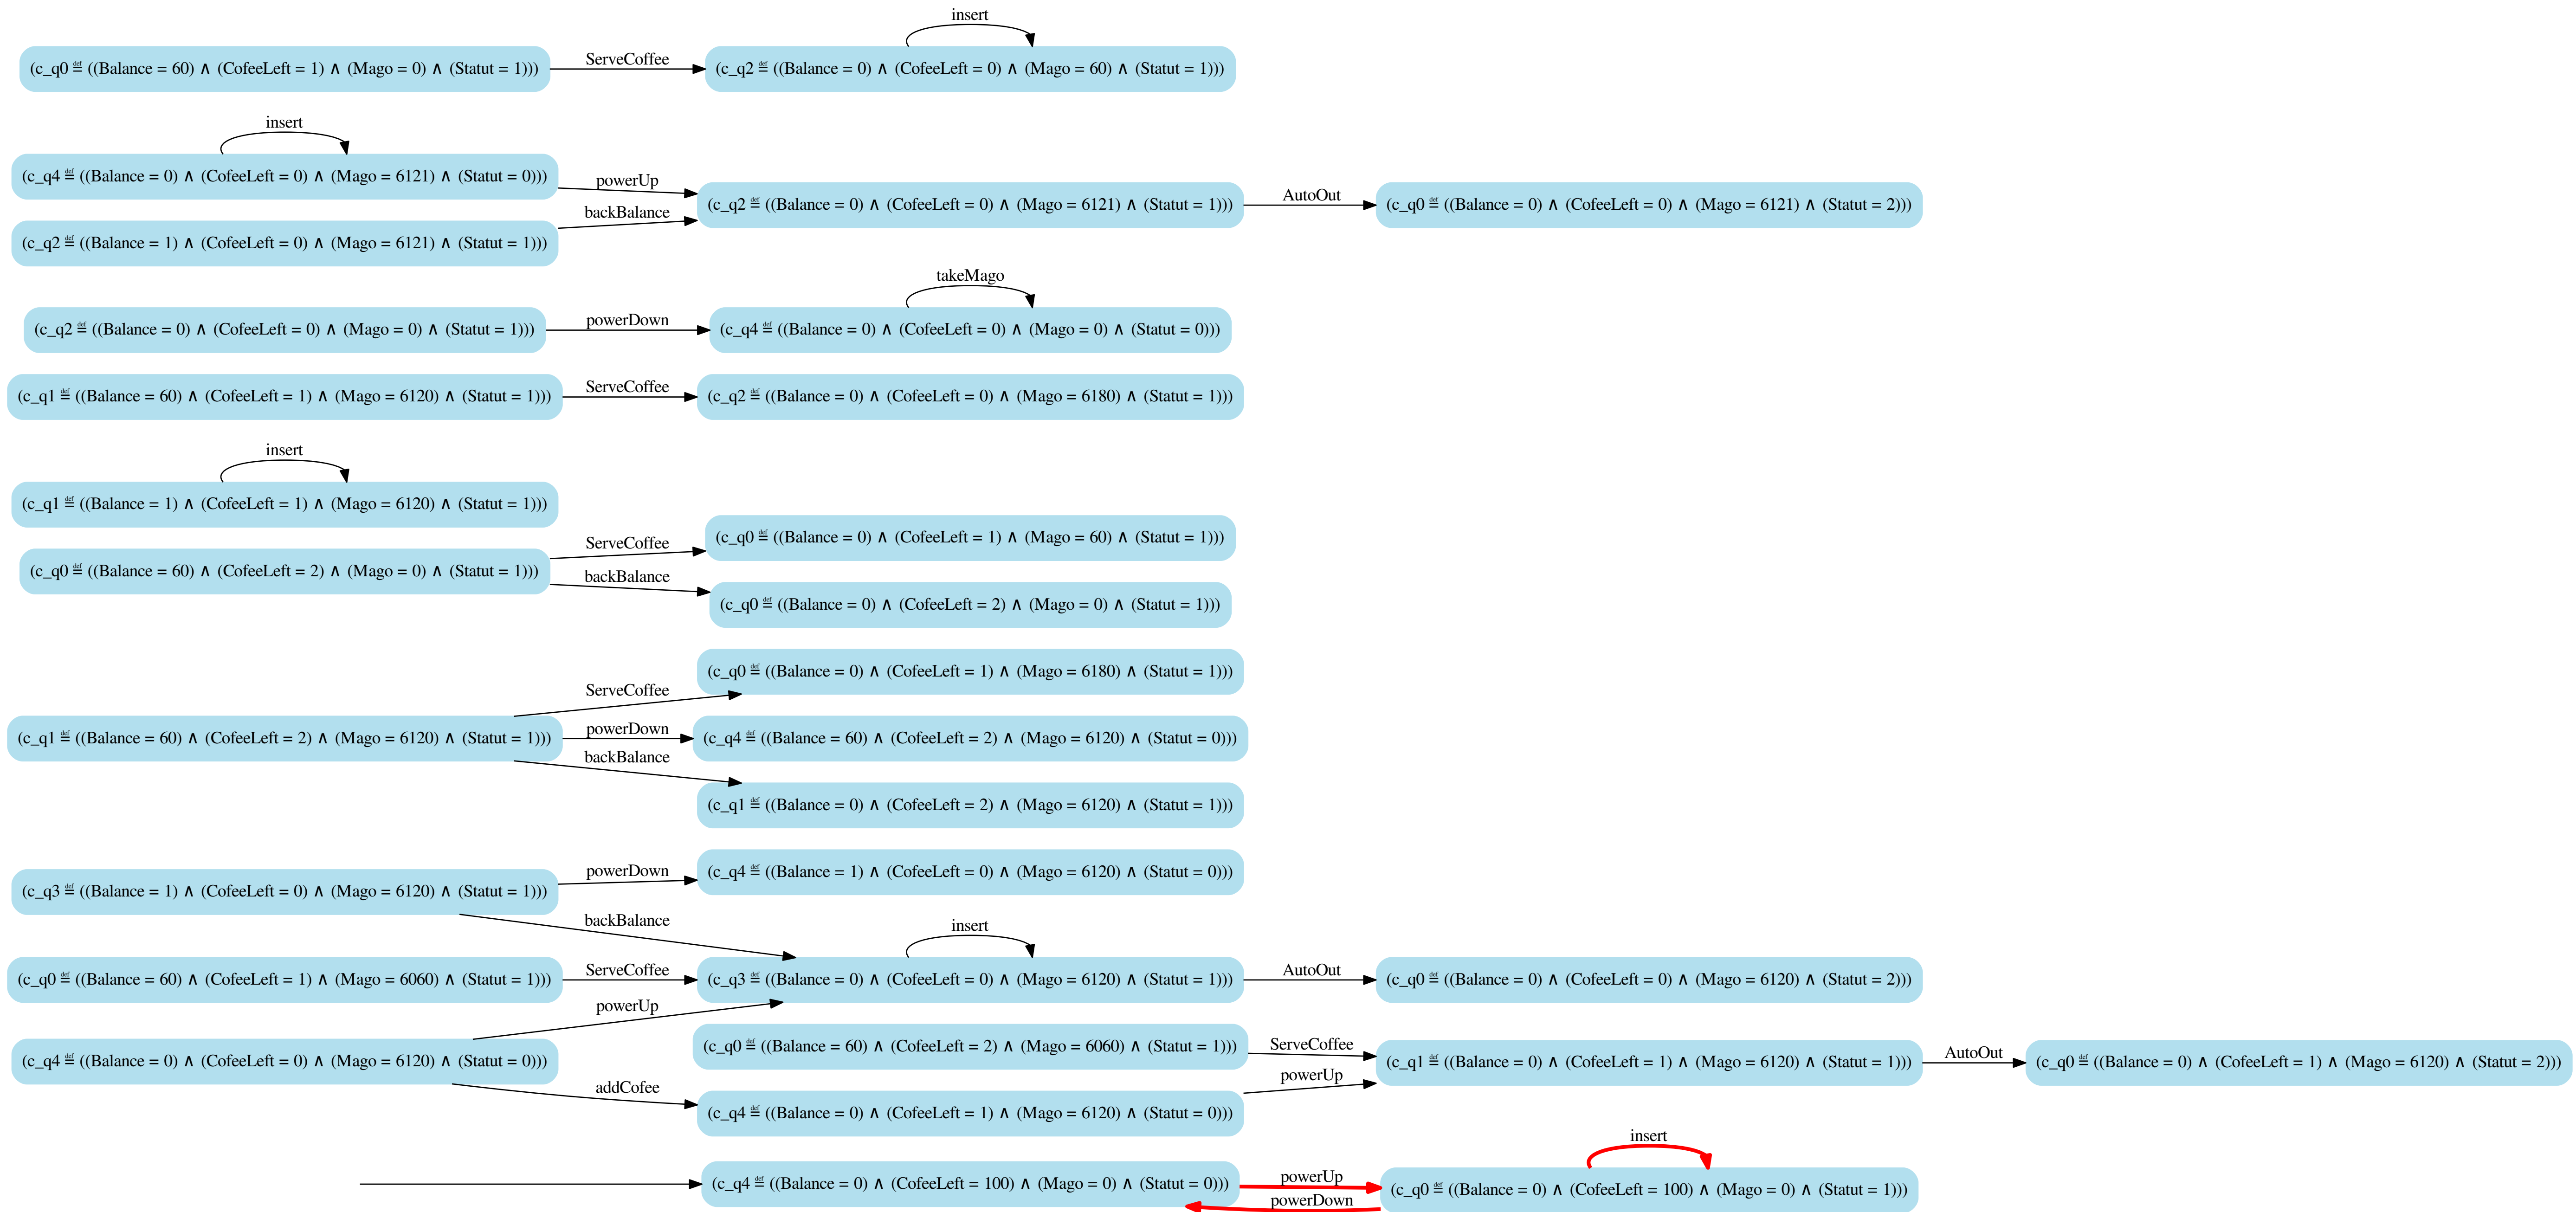 insert
(c_q0 ≝ ((Balance = 60) ∧ (CofeeLeft = 1) ∧ (Mago = 0) ∧ (Statut = 1)))
ServeCoffee
(c_q2 ≝ ((Balance = 0) ∧ (CofeeLeft = 0) ∧ (Mago = 60) ∧ (Statut = 1)))
insert
(c_q4 ≝ ((Balance = 0) ∧ (CofeeLeft = 0) ∧ (Mago = 6121) ∧ (Statut = 0)))
powerUp
(c_q2 ≝ ((Balance = 0) ∧ (CofeeLeft = 0) ∧ (Mago = 6121) ∧ (Statut = 1)))
AutoOut
(c_q0 ≝ ((Balance = 0) ∧ (CofeeLeft = 0) ∧ (Mago = 6121) ∧ (Statut = 2)))
backBalance
(c_q2 ≝ ((Balance = 1) ∧ (CofeeLeft = 0) ∧ (Mago = 6121) ∧ (Statut = 1)))
takeMago
(c_q2 ≝ ((Balance = 0) ∧ (CofeeLeft = 0) ∧ (Mago = 0) ∧ (Statut = 1)))
powerDown
(c_q4 ≝ ((Balance = 0) ∧ (CofeeLeft = 0) ∧ (Mago = 0) ∧ (Statut = 0)))
(c_q1 ≝ ((Balance = 60) ∧ (CofeeLeft = 1) ∧ (Mago = 6120) ∧ (Statut = 1)))
ServeCoffee
(c_q2 ≝ ((Balance = 0) ∧ (CofeeLeft = 0) ∧ (Mago = 6180) ∧ (Statut = 1)))
insert
(c_q1 ≝ ((Balance = 1) ∧ (CofeeLeft = 1) ∧ (Mago = 6120) ∧ (Statut = 1)))
ServeCoffee
(c_q0 ≝ ((Balance = 0) ∧ (CofeeLeft = 1) ∧ (Mago = 60) ∧ (Statut = 1)))
(c_q0 ≝ ((Balance = 60) ∧ (CofeeLeft = 2) ∧ (Mago = 0) ∧ (Statut = 1)))
backBalance
(c_q0 ≝ ((Balance = 0) ∧ (CofeeLeft = 2) ∧ (Mago = 0) ∧ (Statut = 1)))
(c_q0 ≝ ((Balance = 0) ∧ (CofeeLeft = 1) ∧ (Mago = 6180) ∧ (Statut = 1)))
ServeCoffee
(c_q1 ≝ ((Balance = 60) ∧ (CofeeLeft = 2) ∧ (Mago = 6120) ∧ (Statut = 1)))
powerDown
(c_q4 ≝ ((Balance = 60) ∧ (CofeeLeft = 2) ∧ (Mago = 6120) ∧ (Statut = 0)))
backBalance
(c_q1 ≝ ((Balance = 0) ∧ (CofeeLeft = 2) ∧ (Mago = 6120) ∧ (Statut = 1)))
(c_q3 ≝ ((Balance = 1) ∧ (CofeeLeft = 0) ∧ (Mago = 6120) ∧ (Statut = 1)))
powerDown
(c_q4 ≝ ((Balance = 1) ∧ (CofeeLeft = 0) ∧ (Mago = 6120) ∧ (Statut = 0)))
backBalance
insert
(c_q0 ≝ ((Balance = 60) ∧ (CofeeLeft = 1) ∧ (Mago = 6060) ∧ (Statut = 1)))
ServeCoffee
(c_q3 ≝ ((Balance = 0) ∧ (CofeeLeft = 0) ∧ (Mago = 6120) ∧ (Statut = 1)))
AutoOut
(c_q0 ≝ ((Balance = 0) ∧ (CofeeLeft = 0) ∧ (Mago = 6120) ∧ (Statut = 2)))
powerUp
(c_q4 ≝ ((Balance = 0) ∧ (CofeeLeft = 0) ∧ (Mago = 6120) ∧ (Statut = 0)))
(c_q0 ≝ ((Balance = 60) ∧ (CofeeLeft = 2) ∧ (Mago = 6060) ∧ (Statut = 1)))
ServeCoffee
(c_q1 ≝ ((Balance = 0) ∧ (CofeeLeft = 1) ∧ (Mago = 6120) ∧ (Statut = 1)))
AutoOut
(c_q0 ≝ ((Balance = 0) ∧ (CofeeLeft = 1) ∧ (Mago = 6120) ∧ (Statut = 2)))
addCofee
(c_q4 ≝ ((Balance = 0) ∧ (CofeeLeft = 1) ∧ (Mago = 6120) ∧ (Statut = 0)))
powerUp
insert
(c_q4 ≝ ((Balance = 0) ∧ (CofeeLeft = 100) ∧ (Mago = 0) ∧ (Statut = 0)))
powerUp
powerDown
(c_q0 ≝ ((Balance = 0) ∧ (CofeeLeft = 100) ∧ (Mago = 0) ∧ (Statut = 1)))